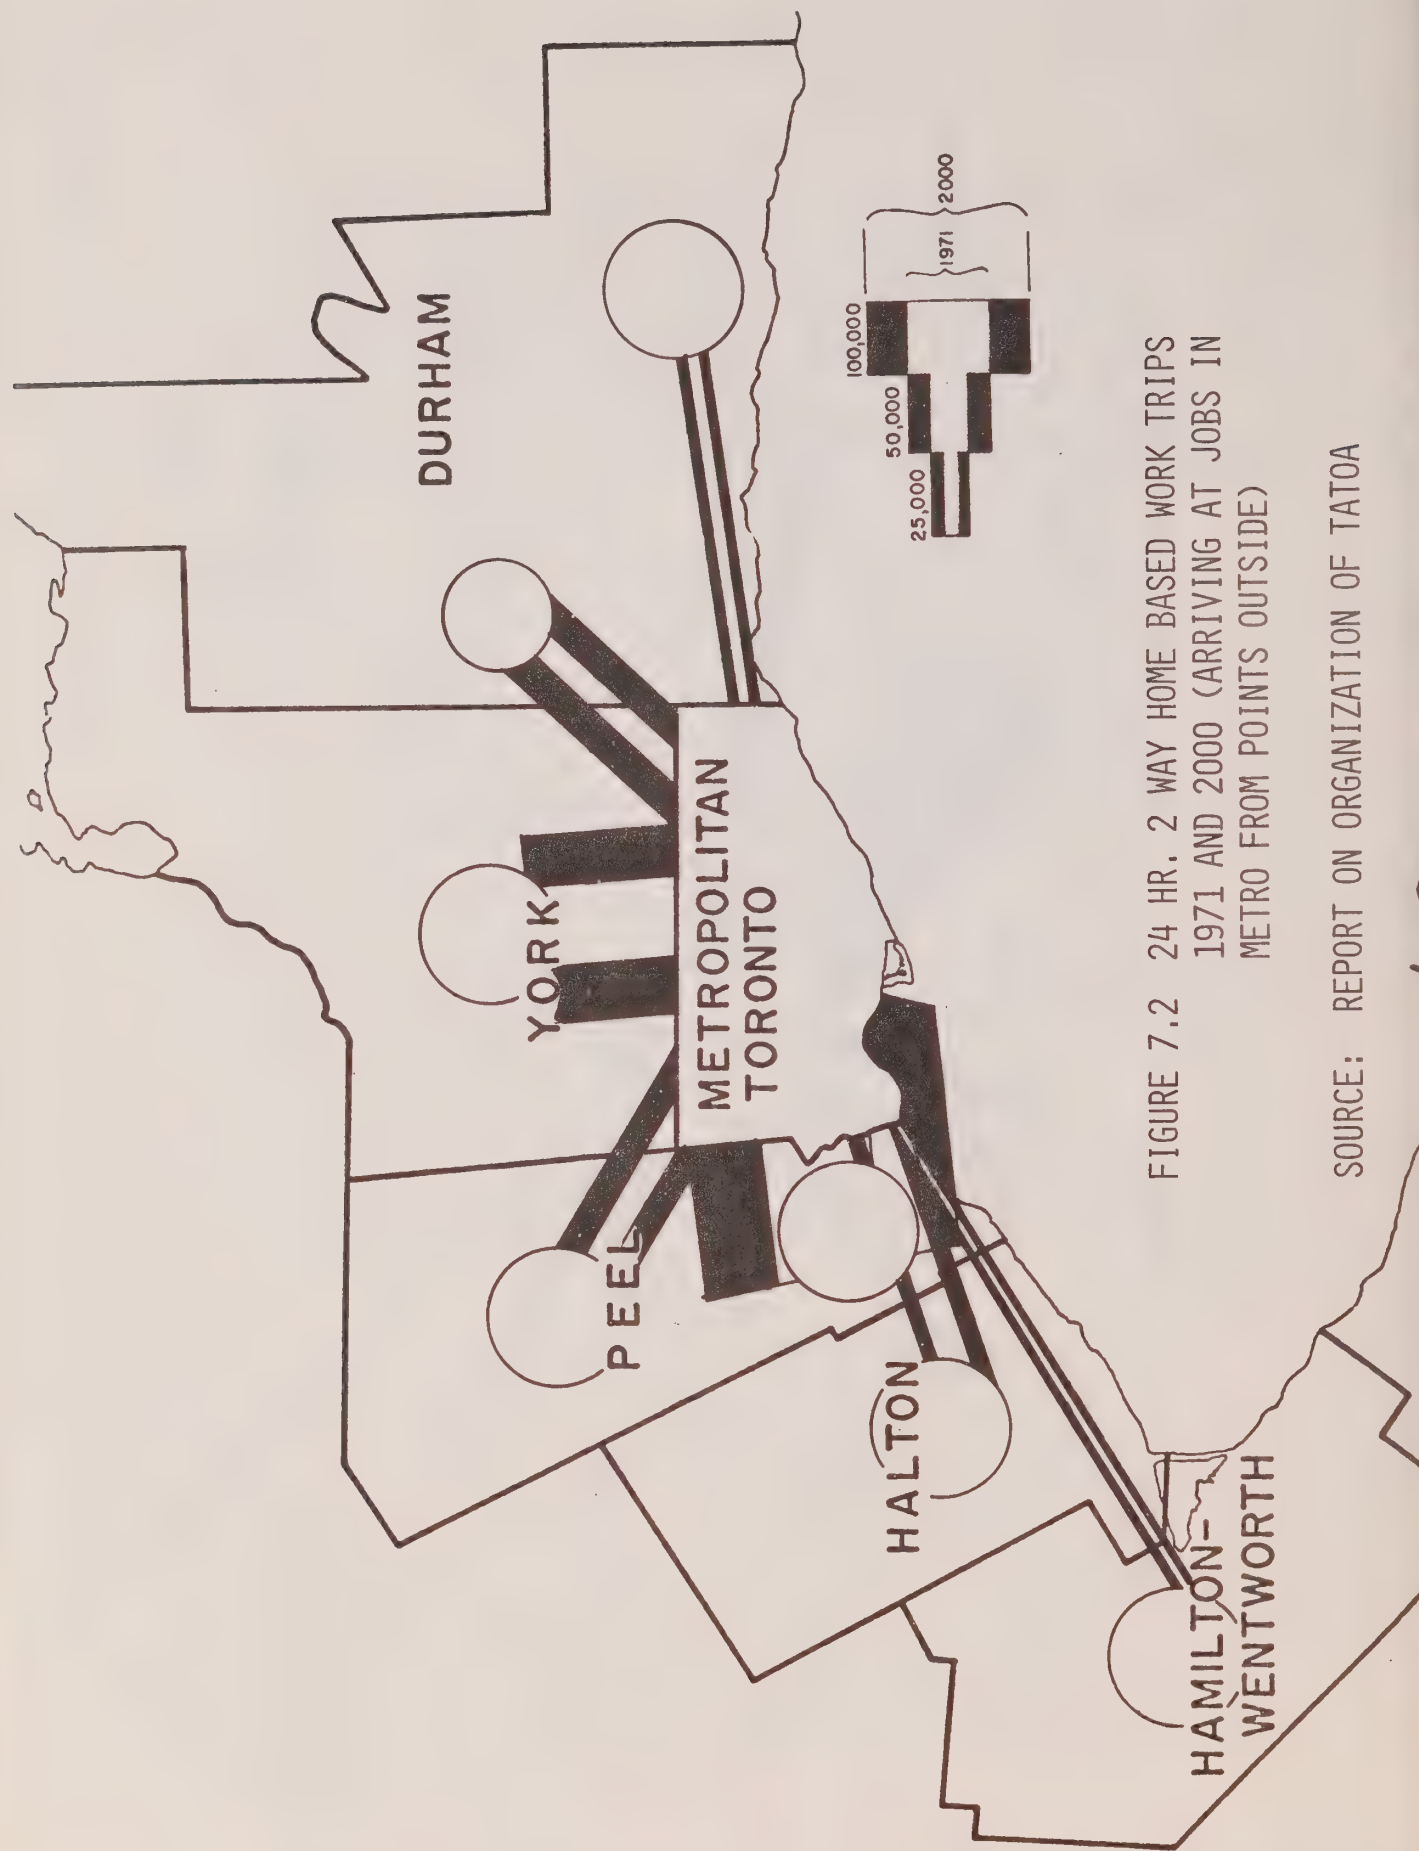 DURHAM
YORK
PEEL
METROPOLITAN
TORONTO
HALTON
HAMILTON-
WENTWORTH
25,000
50,000
100,000
1971
2000
FIGURE 7.2 24 HR. 2 WAY HOME BASED WORK TRIPS
1971 AND 2000 (ARRIVING AT JOBS IN
METRO FROM POINTS OUTSIDE)
SOURCE: REPORT ON ORGANIZATION OF TATOA